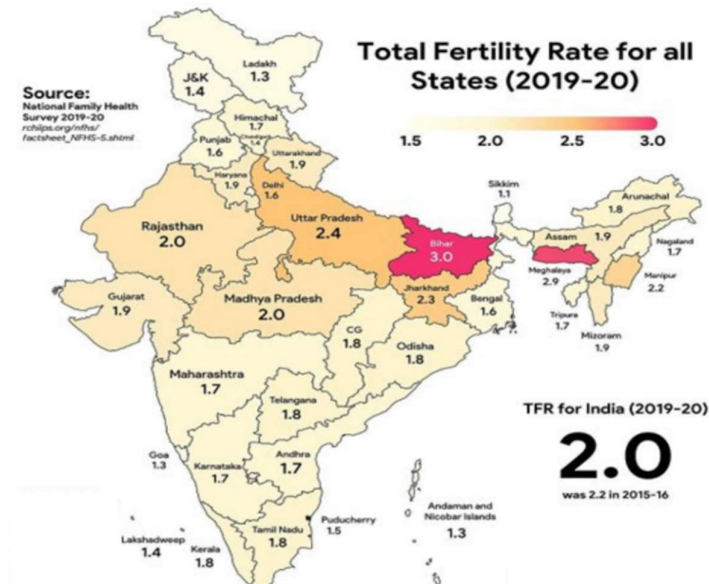 Total Fertility Rate for all
States (2019-20)
1.5 2.0 2.5 3.0
Source:
National Family Health
Survey 2019-20
rchiips.org/nfhs/
factsheet_NFHS-5.shtml
Ladakh
1.3
J&K
1.4
Himachal
1.7
Chandigarh
1.4
Punjab
1.6
Uttarakhand
1.9
Haryana
1.9
Delhi
1.6
Sikkim
1.1
Arunachal
1.8
Rajasthan
2.0
Uttar Pradesh
2.4
Bihar
3.0
Assam 1.9
Nagaland
1.7
Meghalaya
2.9
Manipur
2.2
Gujarat
1.9
Madhya Pradesh
2.0
Jharkhand
2.3
Bengal
1.6
Tripura
1.7
Mizoram
1.9
CG
1.8
Odisha
1.8
Maharashtra
1.7
Telangana
1.8
TFR for India (2019-20)
2.0
was 2.2 in 2015-16
Goa
1.3
Karnataka
1.7
Andhra
1.7
Andaman and
Nicobar Islands
1.3
Puducherry
1.5
Tamil Nadu
1.8
Lakshadweep
1.4
Kerala
1.8